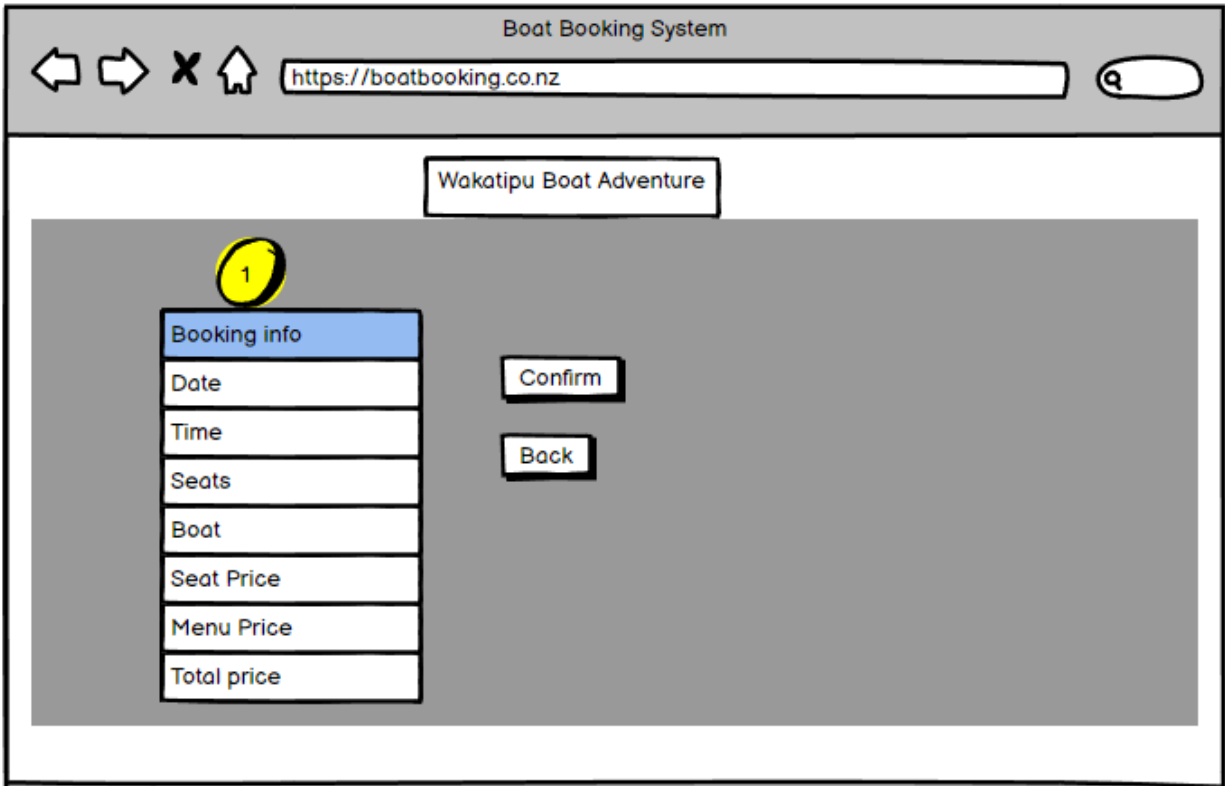 Boat Booking System
https://boatbooking.co.nz
Wakatipu Boat Adventure
1
Booking info
Date
Time
Seats
Boat
Seat Price
Menu Price
Total price
Confirm
Back